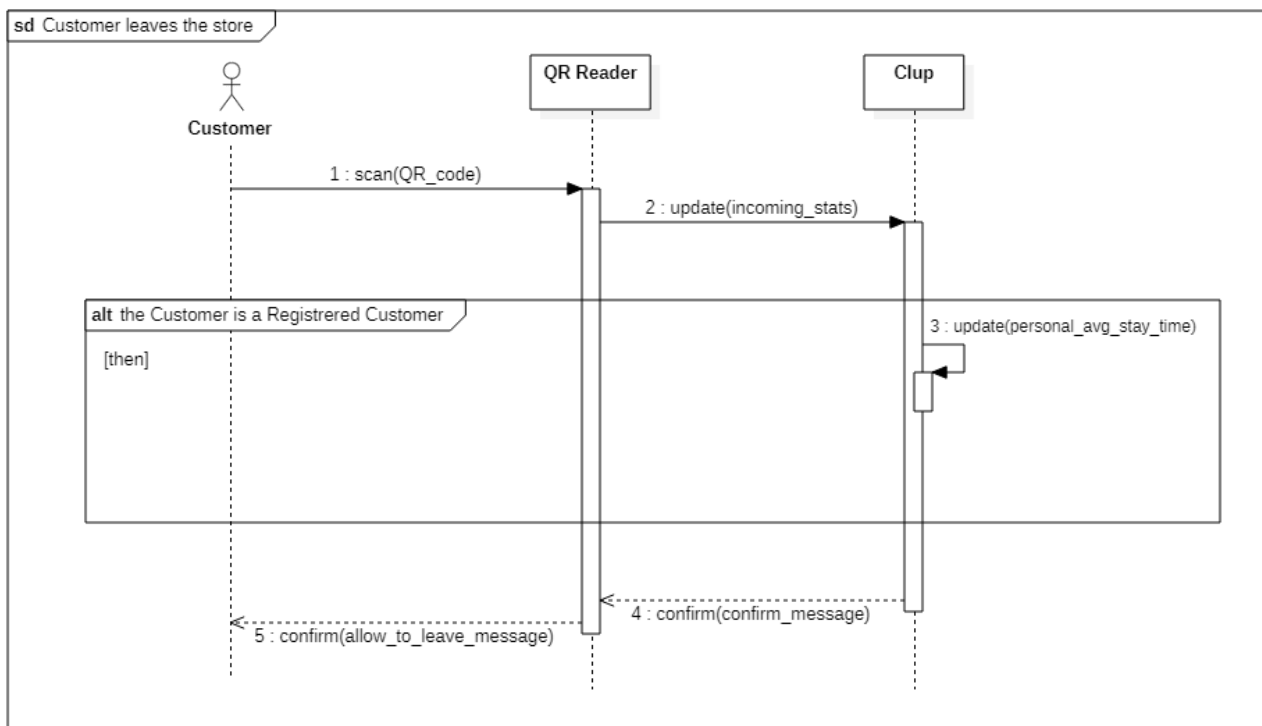 sd Customer leaves the store
QR Reader
Clup
Customer
1 : scan(QR_code)
2 : update(incoming_stats)
alt the Customer is a Registrered Customer
3 : update(personal_avg_stay_time)
[then]
4 : confirm(confirm_message)
5 : confirm(allow_to_leave_message)